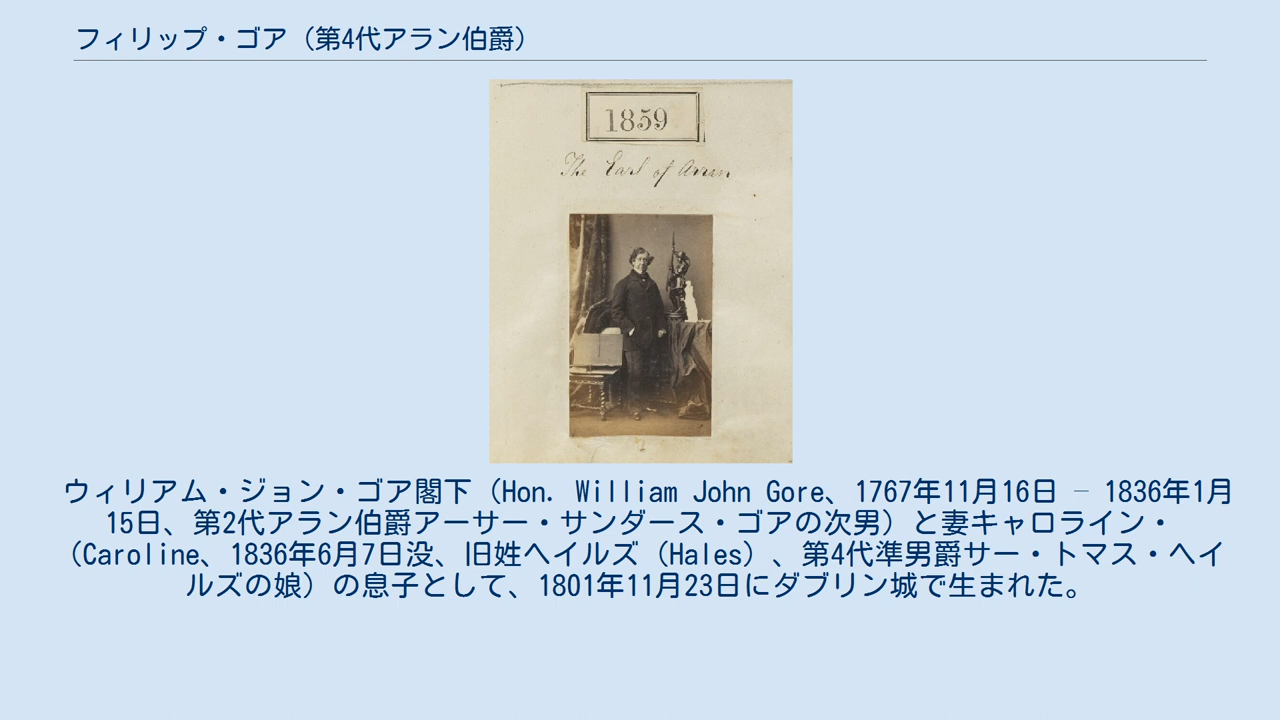 フィリップ・ゴア（第4代アラン伯爵）
1859
The Earl of Arran
ウィリアム・ジョン・ゴア閣下（Hon. William John Gore、1767年11月16日 – 1836年1月
15日、第2代アラン伯爵アーサー・サンダース・ゴアの次男）と妻キャロライン・
（Caroline、1836年6月7日没、旧姓ヘイルズ（Hales）、第4代準男爵サー・トマス・ヘイ
ルズの娘）の息子として、1801年11月23日にダブリン城で生まれた。